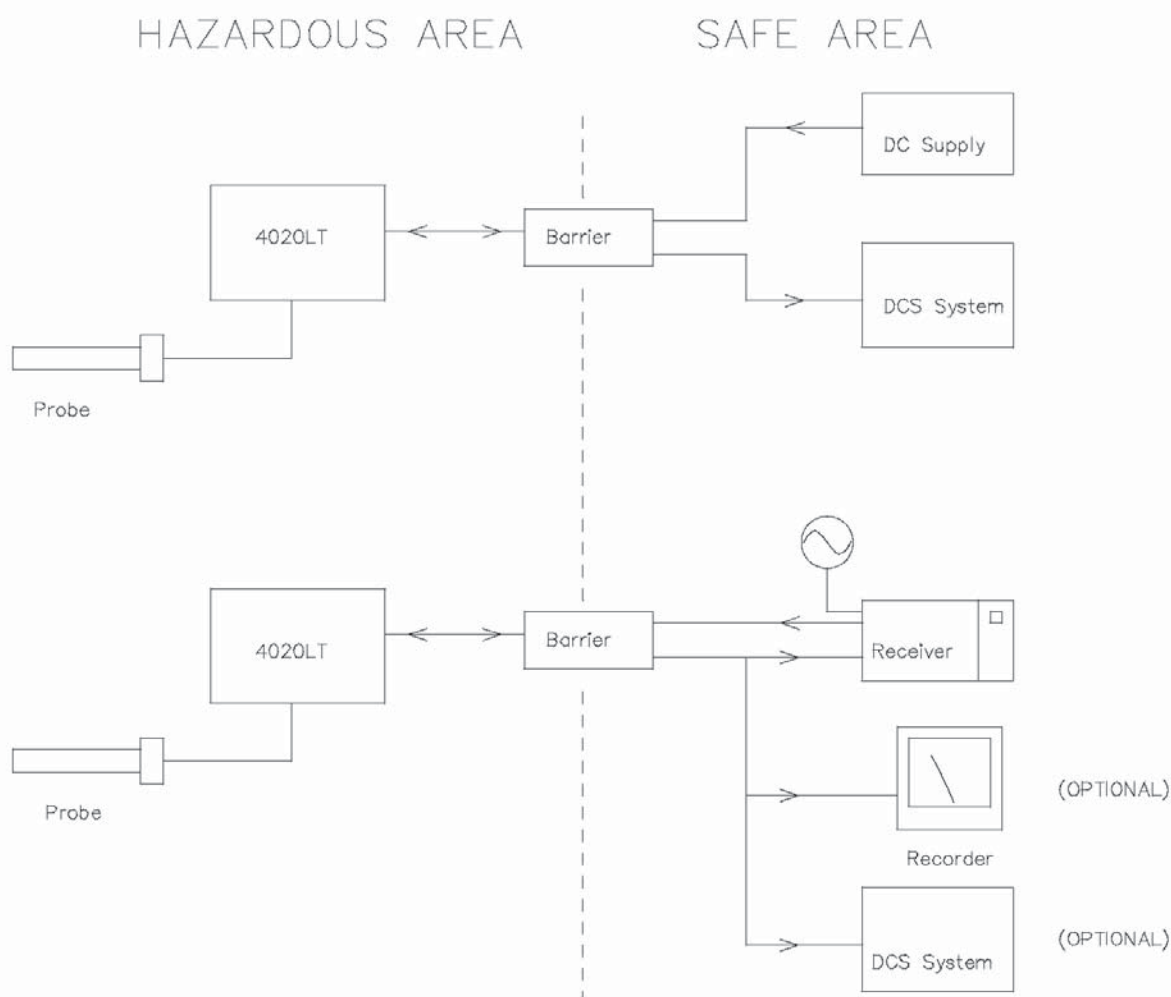 HAZARDOUS AREA
SAFE AREA
DC Supply
4020LT
Barrier
DCS System
Probe
4020LT
Barrier
Receiver
Probe
(OPTIONAL)
Recorder
DCS System
(OPTIONAL)